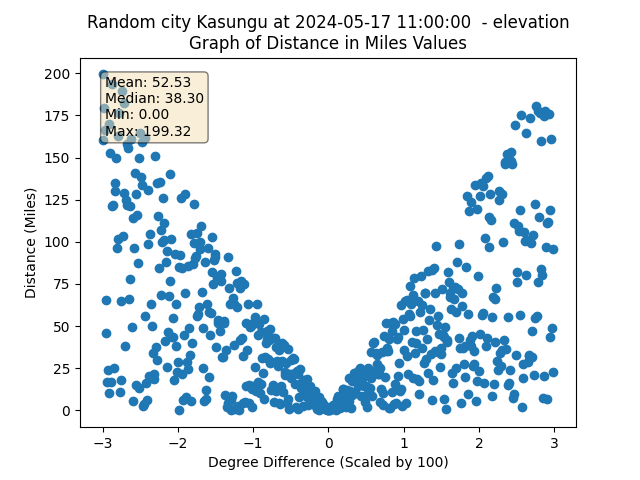 Random city Kasungu at 2024-05-17 11:00:00  - elevation
Graph of Distance in Miles Values
Mean: 52.53
Median: 38.30
Min: 0.00
Max: 199.32
200
175
150
125
100
75
50
25
0
Distance (Miles)
−3 −2 −1 0 1 2 3
Degree Difference (Scaled by 100)